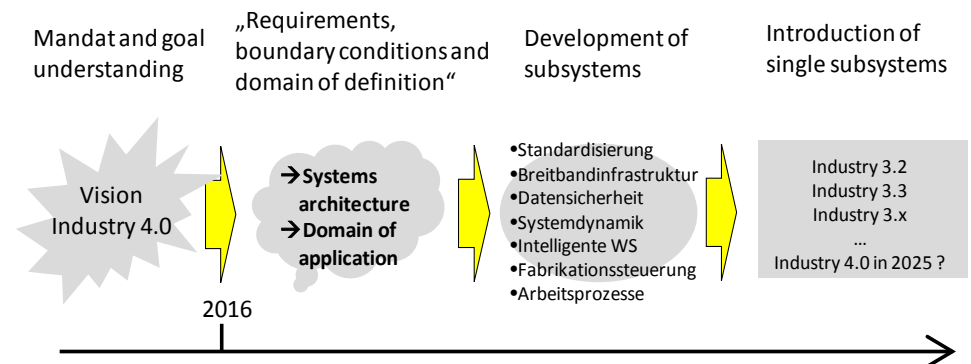 Mandat and goal
understanding
„Requirements,
boundary conditions and
domain of definition“
Development of
subsystems
Introduction of
single subsystems
Vision
Industry 4.0
→Systems
architecture
→Domain of
application
•Standardisierung
•Breitbandinfrastruktur
•Datensicherheit
•Systemdynamik
•Intelligente WS
•Fabrikationssteuerung
•Arbeitsprozesse
Industry 3.2
Industry 3.3
Industry 3.x
...
Industry 4.0 in 2025 ?
2016